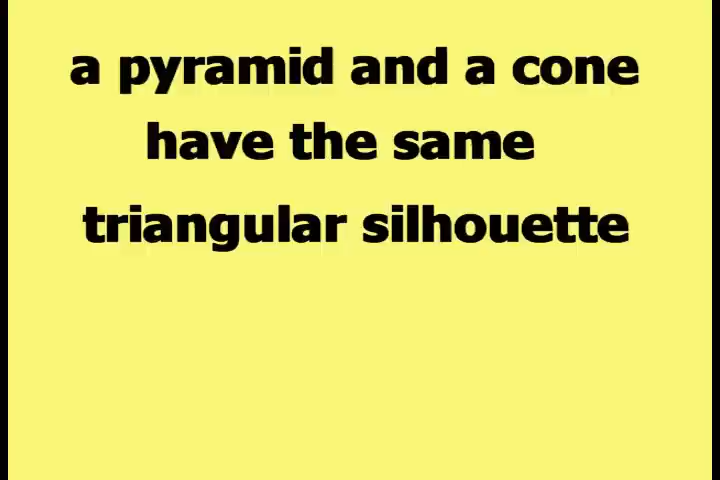 a pyramid and a cone
have the same
triangular silhouette